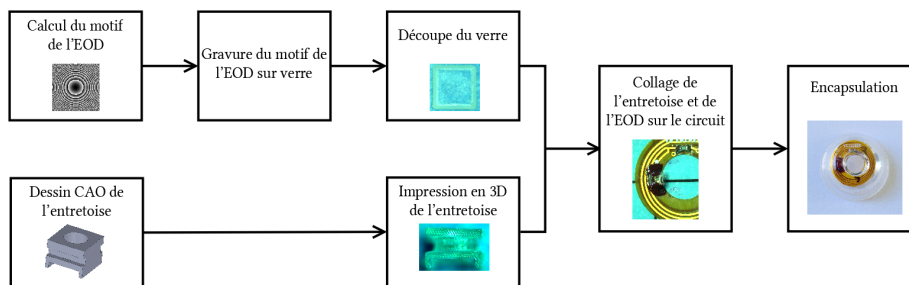 Calcul du motif
de l'EOD
Gravure du motif de
l'EOD sur verre
Découpe du verre
Collage de
l'entretoise et de
l'EOD sur le circuit
Encapsulation
Dessin CAO de
l'entretoise
Impression en 3D
de l'entretoise